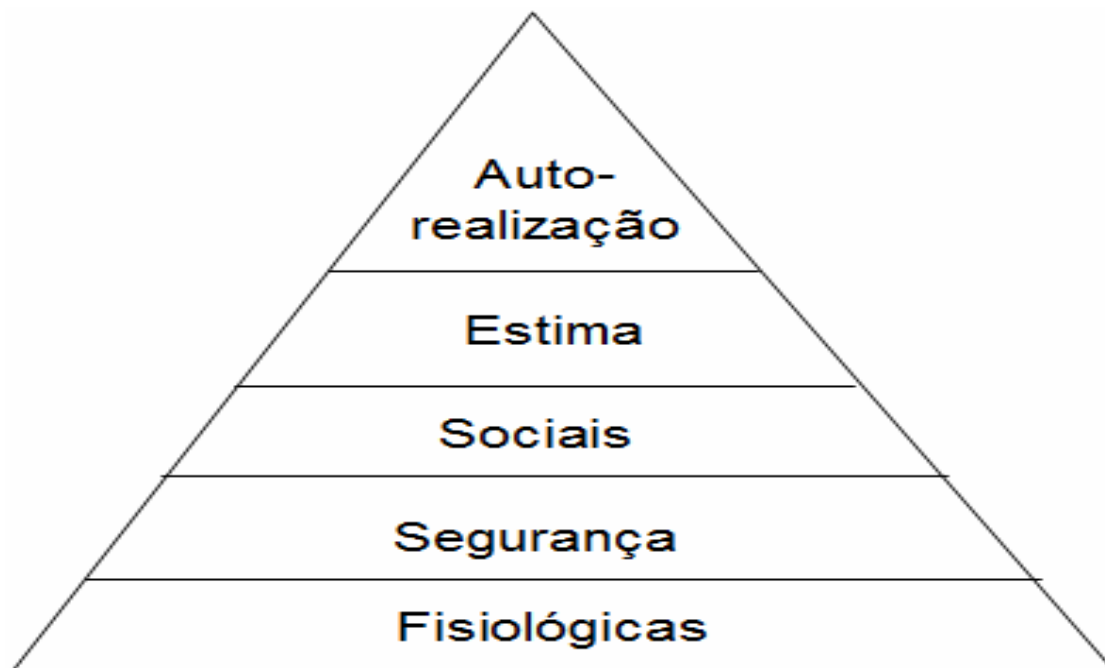 Auto-
realização
Estima
Sociais
Segurança
Fisiológicas